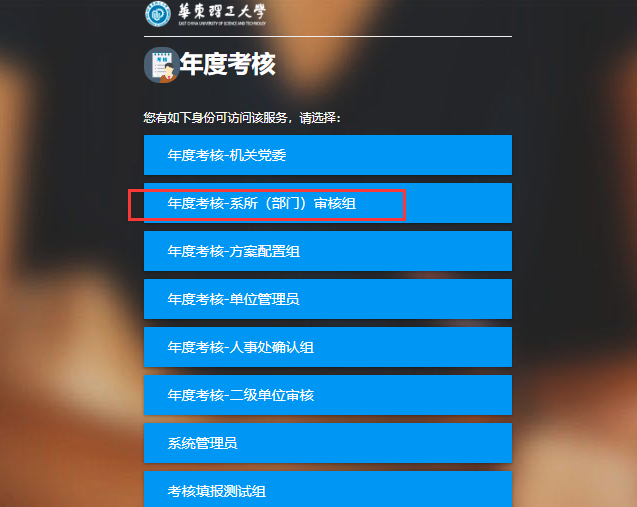 華東理工大學
EAST CHINA UNIVERSITY OF SCIENCE AND TECHNOLOGY
考核
年度考核
您有如下身份可访问该服务，请选择：
年度考核-机关党委
年度考核-系所（部门）审核组
年度考核-方案配置组
年度考核-单位管理员
年度考核-人事处确认组
年度考核-二级单位审核
系统管理员
考核填报测试组